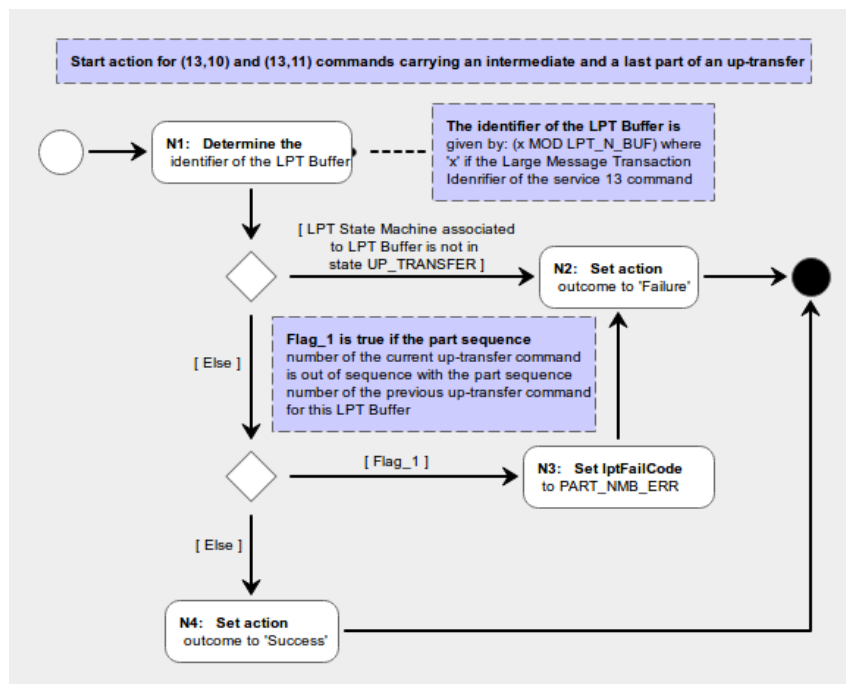 Start action for (13,10) and (13,11) commands carrying an intermediate and a last part of an up-transfer
N1: Determine the
identifier of the LPT Buffer
The identifier of the LPT Buffer is
given by: (x MOD LPT_N_BUF) where
'x' if the Large Message Transaction
Idenrifier of the service 13 command
[ LPT State Machine associated
to LPT Buffer is not in
state UP_TRANSFER ]
N2: Set action
outcome to 'Failure'
[ Else ]
Flag_1 is true if the part sequence
number of the current up-transfer command
is out of sequence with the part sequence
number of the previous up-transfer command
for this LPT Buffer
[ Flag_1 ]
N3: Set lptFailCode
to PART_NMB_ERR
[ Else ]
N4: Set action
outcome to 'Success'